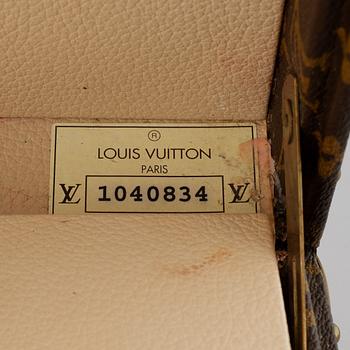 ®
LOUIS VUITTON
PARIS
LV 1040834 LV